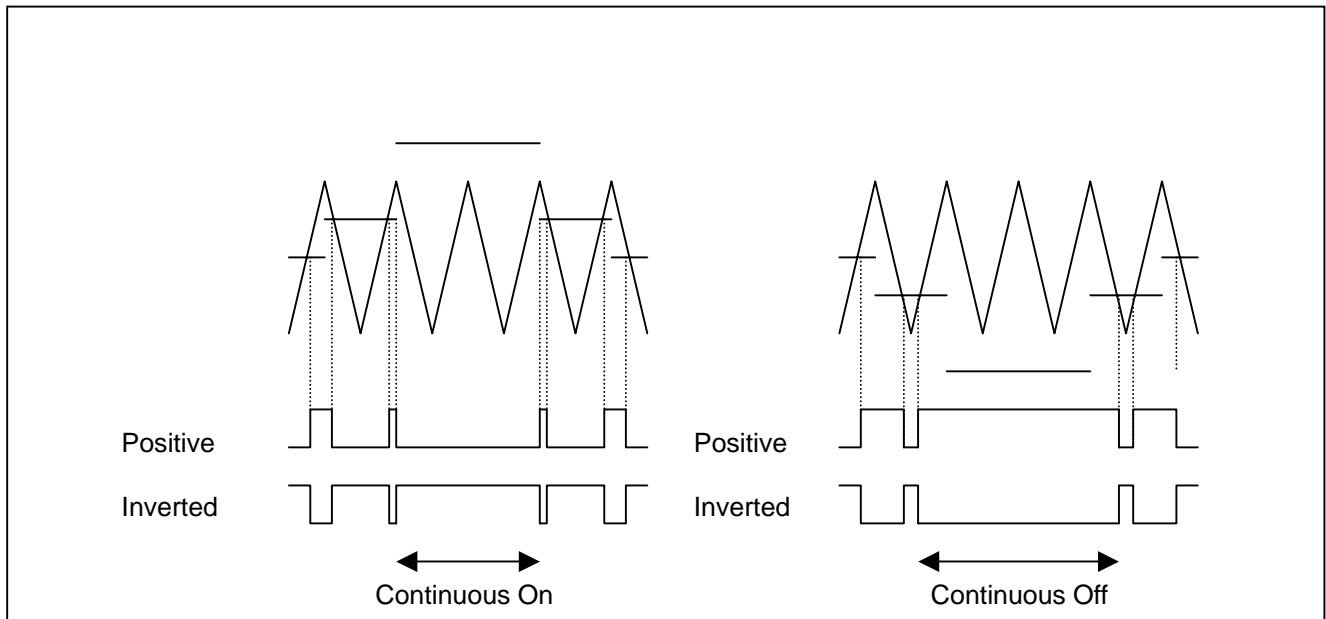 Positive
Inverted
Continuous On
Positive
Inverted
Continuous Off